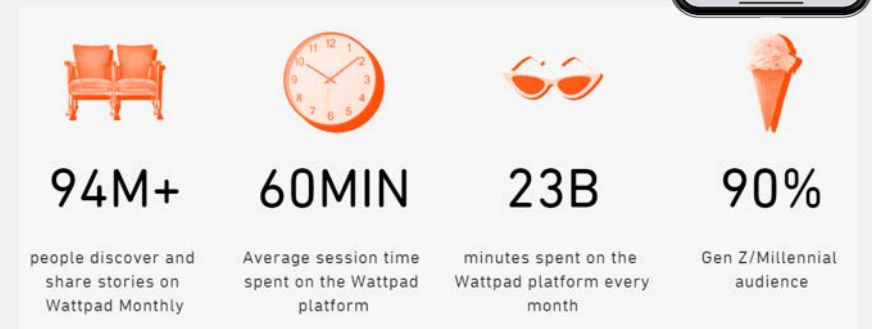 94M+
people discover and
share stories on
Wattpad Monthly
60MIN
Average session time
spent on the Wattpad
platform
23B
minutes spent on the
Wattpad platform every
month
90%
Gen Z/Millennial
audience